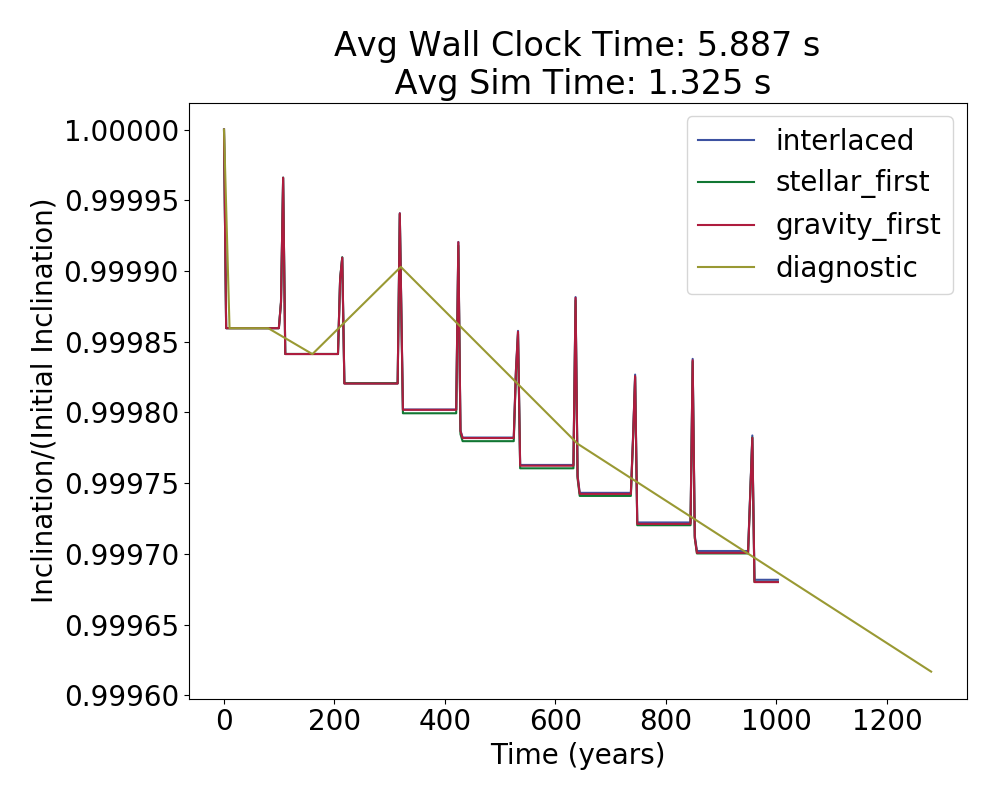 Avg Wall Clock Time: 5.887 s
Avg Sim Time: 1.325 s
Inclination/(Initial Inclination)
1.00000
0.99995
0.99990
0.99985
0.99980
0.99975
0.99970
0.99965
0.99960
interlaced
stellar_first
gravity_first
diagnostic
0 200 400 600 800 1000 1200
Time (years)